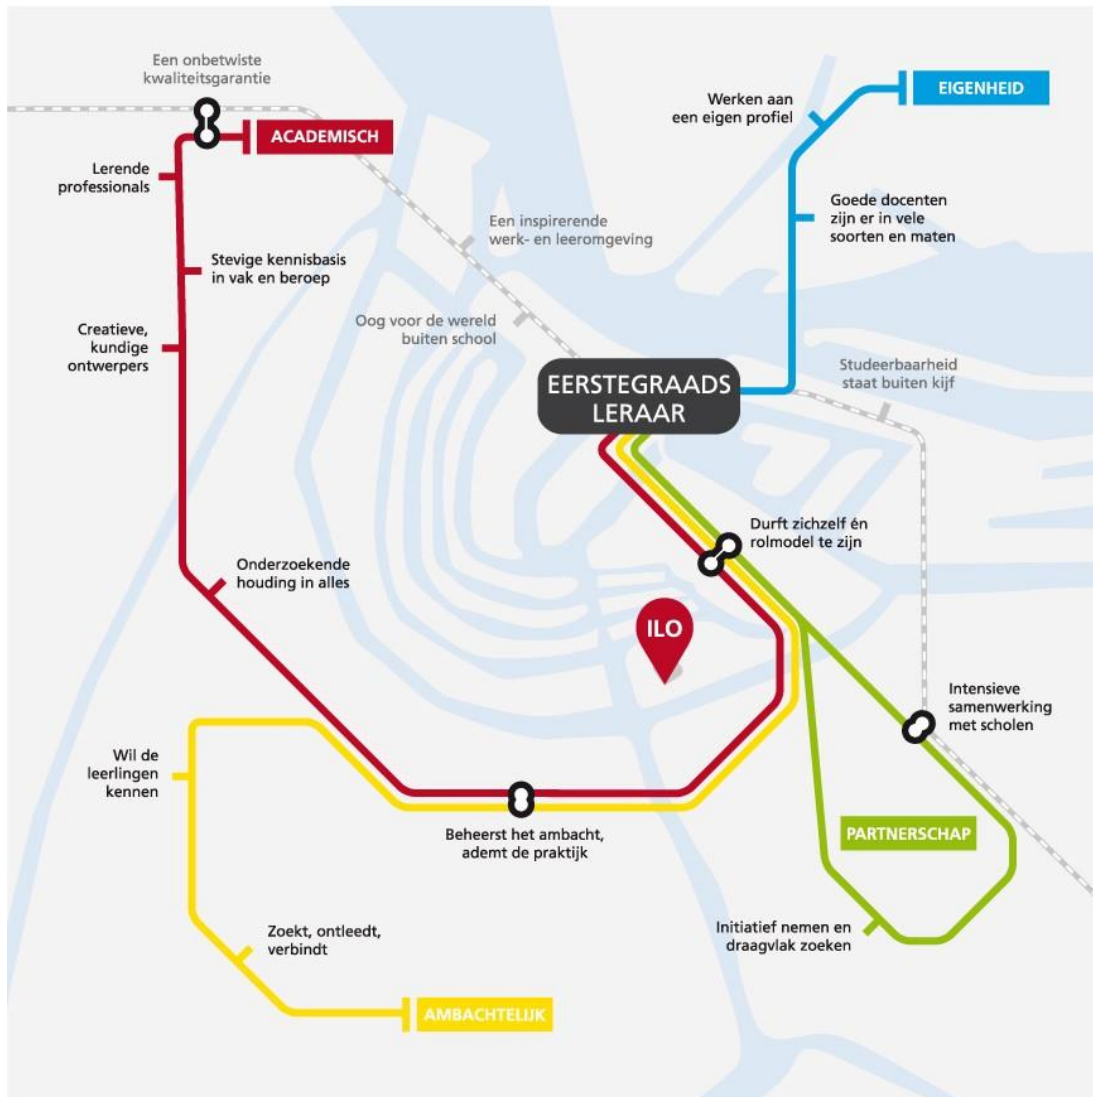 Een onbetwiste
kwaliteitsgarantie
ACADEMISCH
Lerende
professionals
Stevige kennisbasis
in vak en beroep
Creatieve,
kundige
ontwerpers
Een inspirerende
werk- en leeromgeving
Oog voor de wereld
buiten school
Werken aan
een eigen profiel
EIGENHEID
Goede docenten
zijn er in vele
soorten en maten
EERSTEGRAADS
LERAAR
Studeerbaarheid
staat buiten kijf
Durft zichzelf én
rolmodel te zijn
Onderzoekende
houding in alles
ILO
Intensieve
samenwerking
met scholen
Wil de
leerlingen
kennen
Beheerst het ambacht,
ademt de praktijk
PARTNERSCHAP
Initiatief nemen en
draagvlak zoeken
Zoekt, ontleedt,
verbindt
AMBACHTELIJK